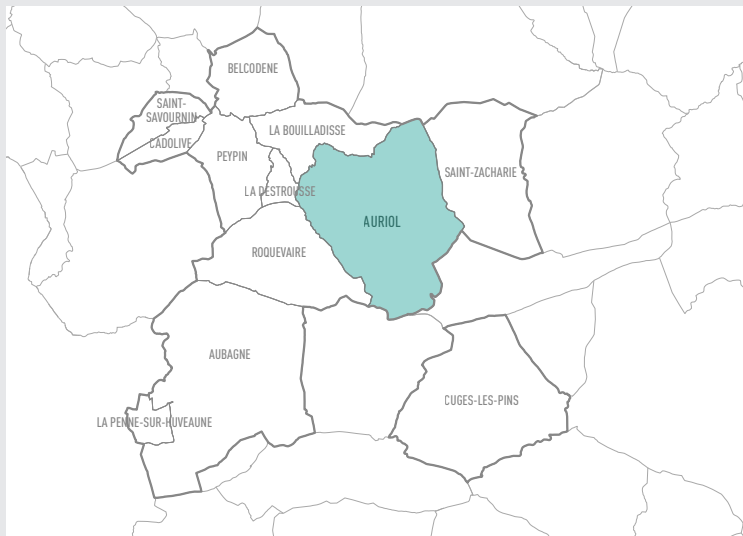 BELCODENE
SAINT-
SAVOURNIN
CADOLIVE
LA BOUILLADISSE
PEYPIN
SAINT-ZACHARIE
LA DESTROUSSE
AURIOL
ROQUEVAIRE
AUBAGNE
CUGES-LES-PINS
LA PENNE-SUR-HUVEAUNE